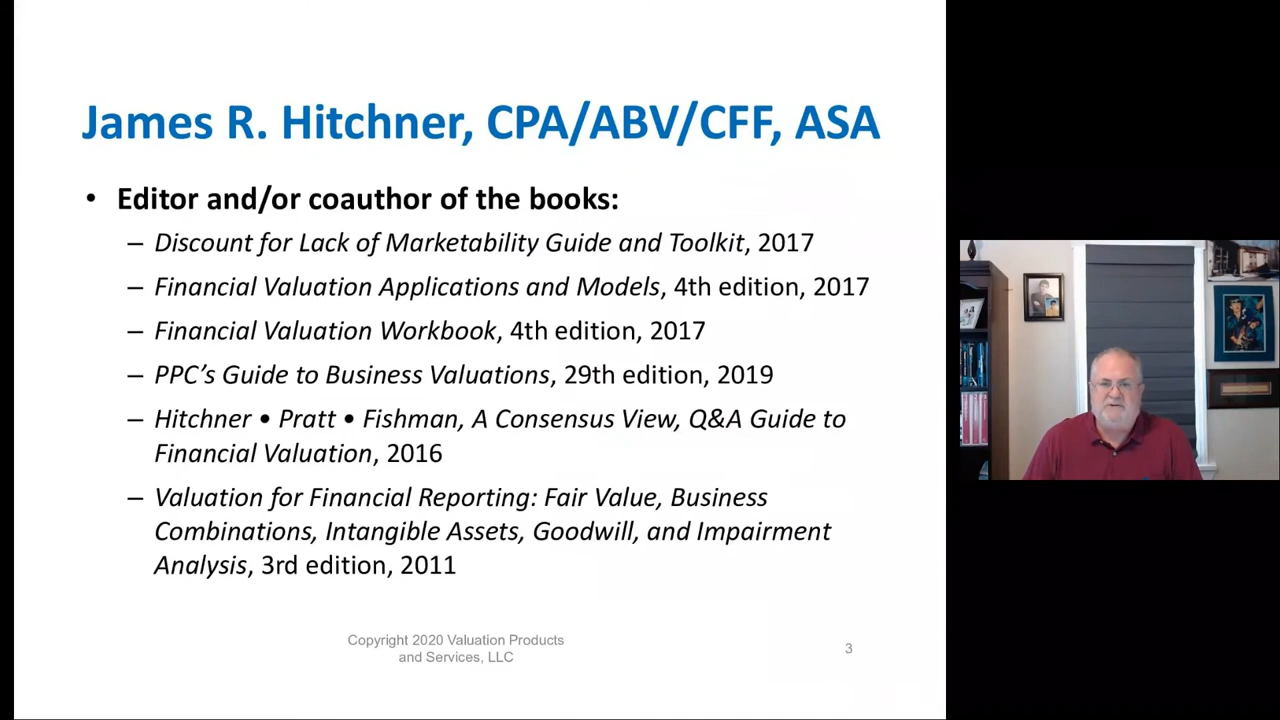 James R. Hitchner, CPA/ABV/CFF, ASA
• Editor and/or coauthor of the books:
– Discount for Lack of Marketability Guide and Toolkit, 2017
– Financial Valuation Applications and Models, 4th edition, 2017
– Financial Valuation Workbook, 4th edition, 2017
– PPC’s Guide to Business Valuations, 29th edition, 2019
– Hitchner • Pratt • Fishman, A Consensus View, Q&A Guide to
Financial Valuation, 2016
– Valuation for Financial Reporting: Fair Value, Business
Combinations, Intangible Assets, Goodwill, and Impairment
Analysis, 3rd edition, 2011
Copyright 2020 Valuation Products
and Services, LLC
3